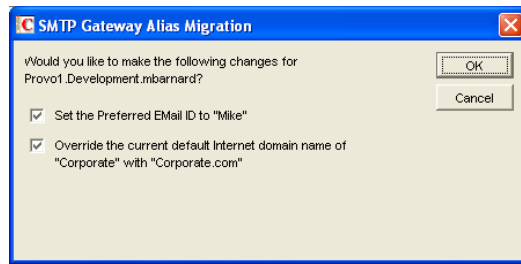 SMTP Gateway Alias Migration
Would you like to make the following changes for
Provo1.Development.mbarnard?
OK
Cancel
Set the Preferred EMail ID to "Mike"
Override the current default Internet domain name of
"Corporate" with "Corporate.com"